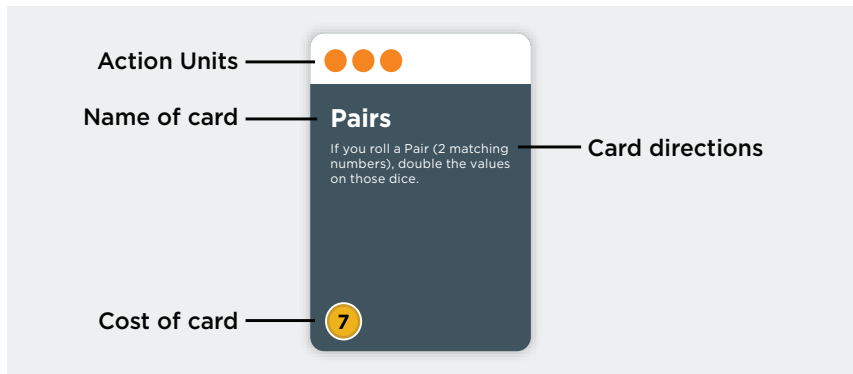 Action Units
Name of card
Pairs
If you roll a Pair (2 matching
numbers), double the values
on those dice.
Card directions
Cost of card
7